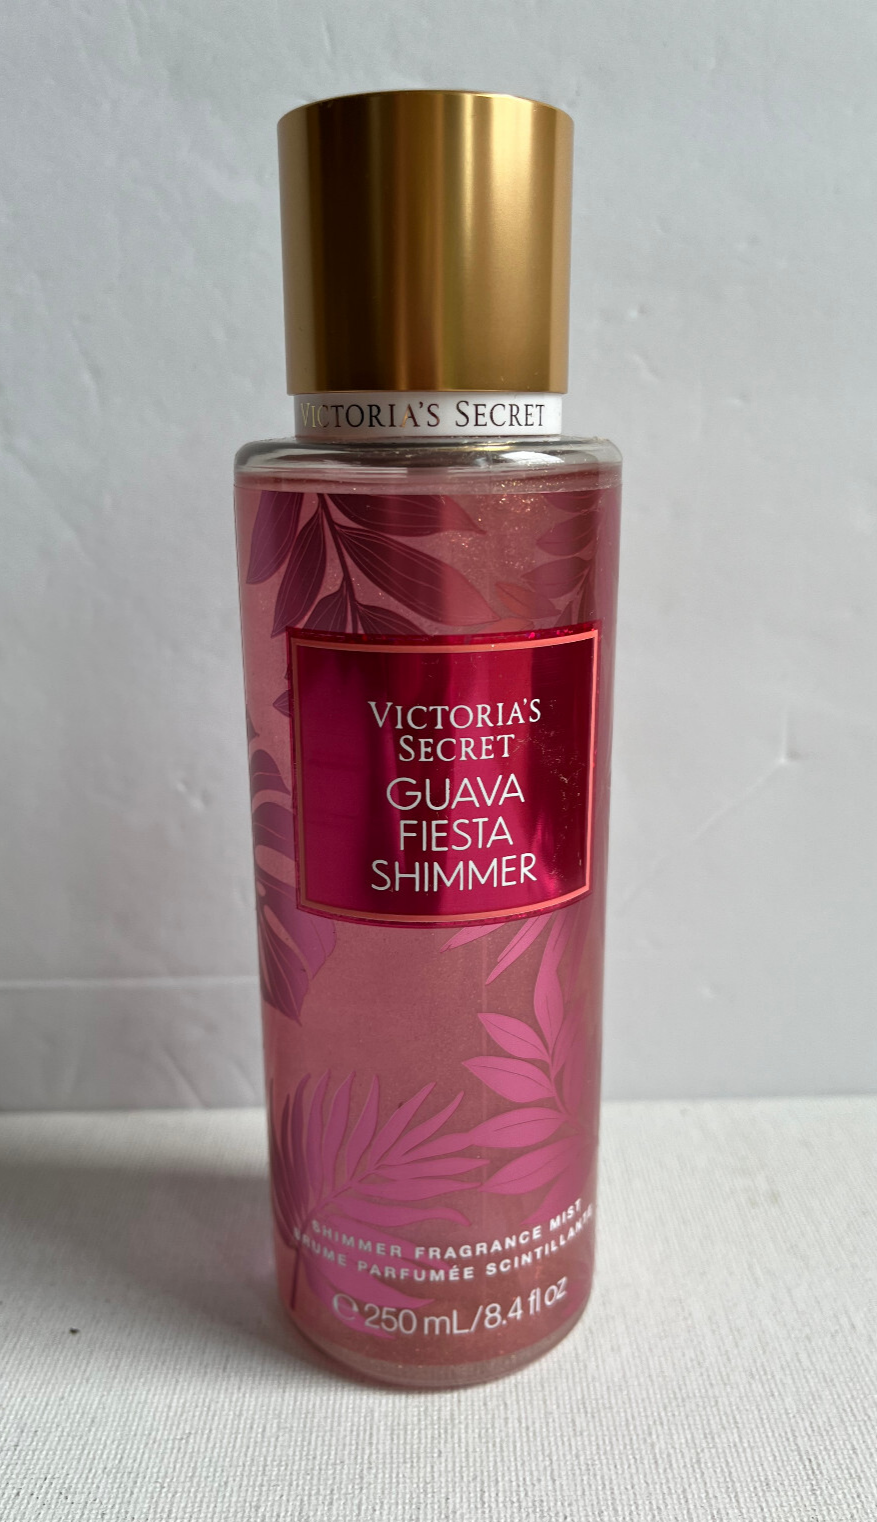 VICTORIA'S SECRET
VICTORIA'S
SECRET
GUAVA
FIESTA
SHIMMER
SHIMMER FRAGRANCE MIST
BRUME PARFUMÉE SCINTILLANTE
℮ 250 mL/8.4 fl oz